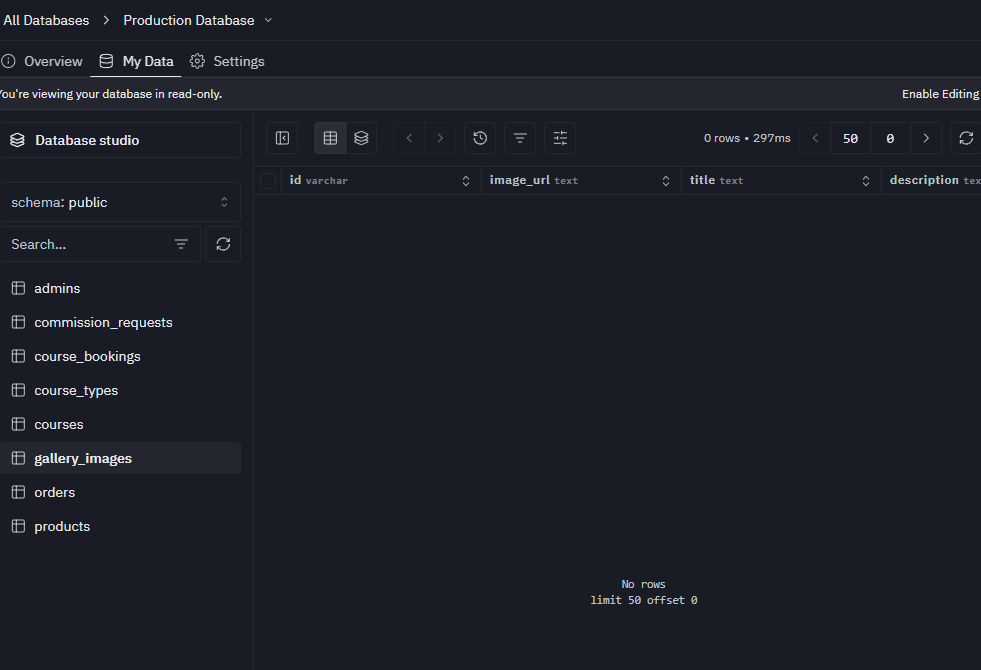 All Databases > Production Database
Overview My Data Settings
You're viewing your database in read-only. Enable Editing
Database studio
0 rows • 297ms 50 0
id varchar image_url text title text description tex
schema: public
Search...
admins
commission_requests
course_bookings
course_types
courses
gallery_images
orders
products
No rows
limit 50 offset 0